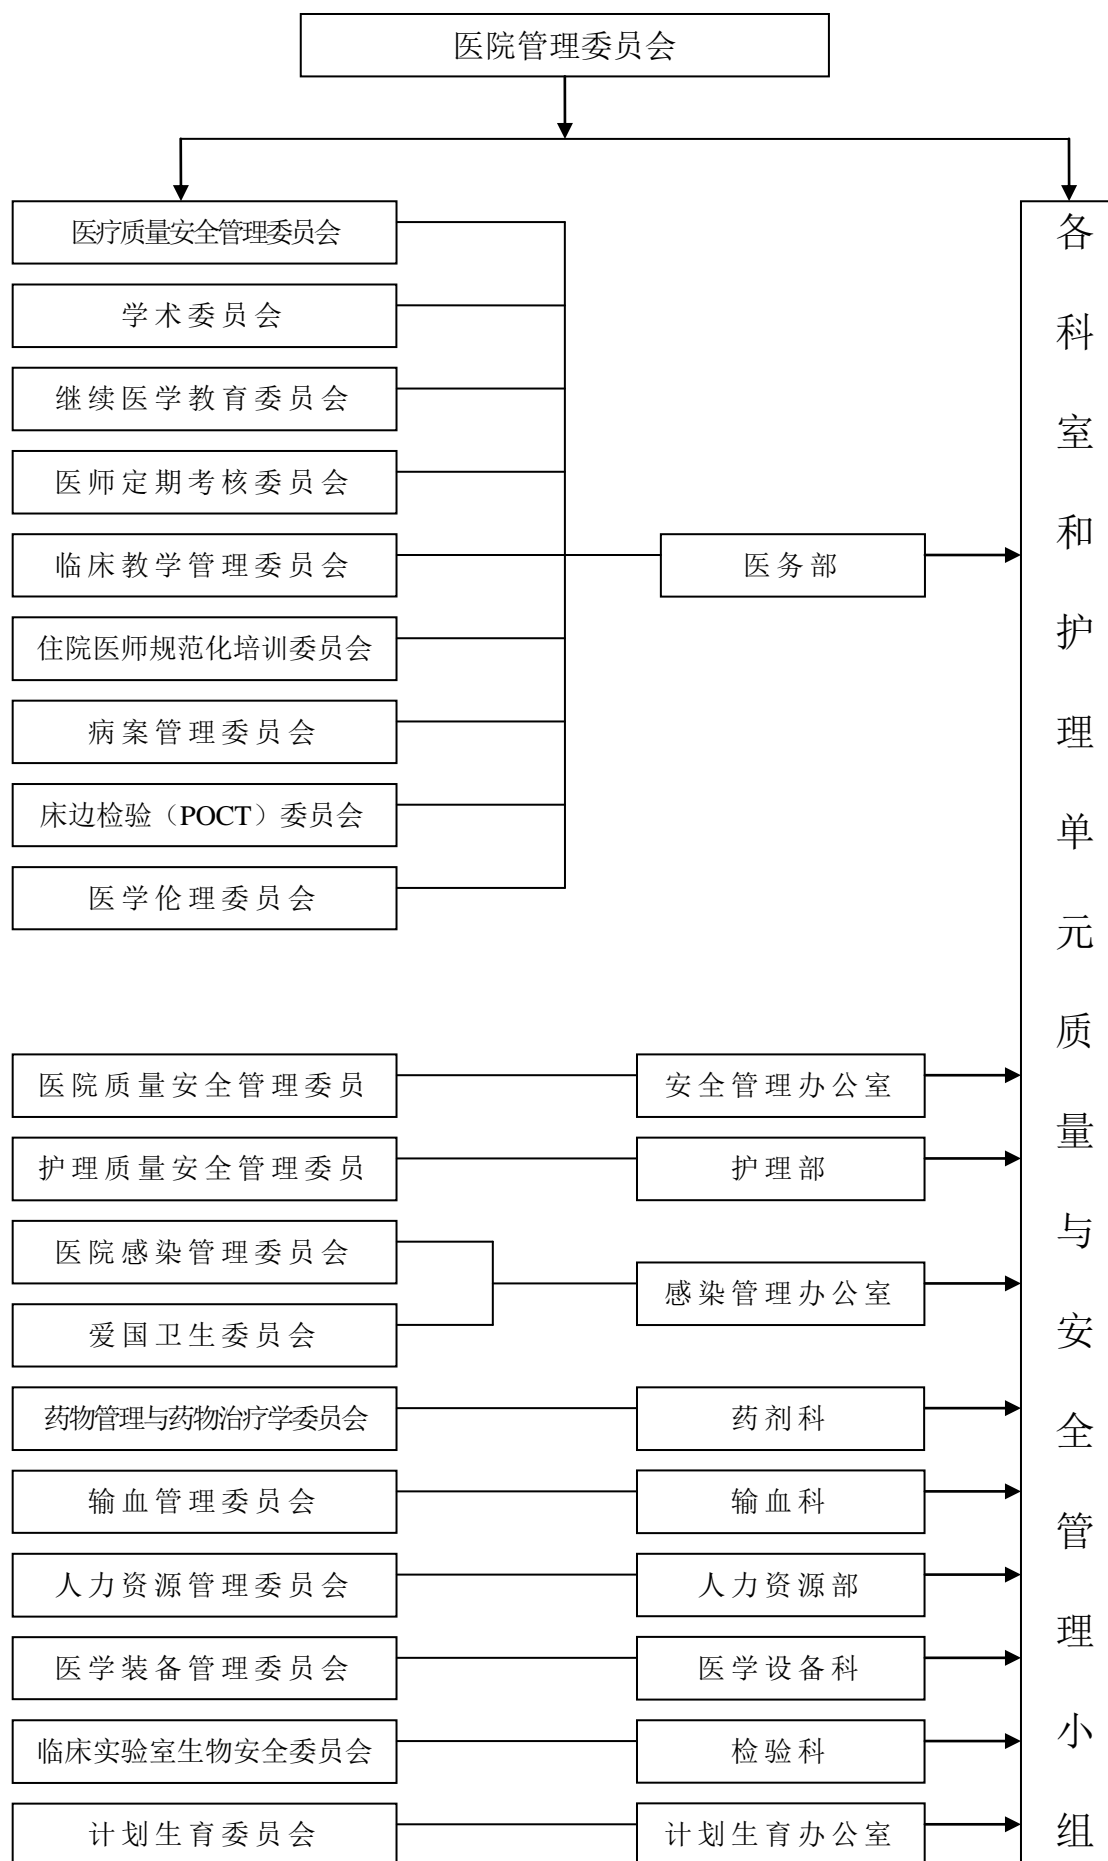 医院管理委员会
医疗质量安全管理委员会
学术委员会
继续医学教育委员会
医师定期考核委员会
临床教学管理委员会
医务部
住院医师规范化培训委员会
病案管理委员会
床边检验（POCT）委员会
医学伦理委员会
医院质量安全管理委员
安全管理办公室
护理质量安全管理委员
护理部
医院感染管理委员会
爱国卫生委员会
感染管理办公室
药物管理与药物治疗学委员会
药剂科
输血管理委员会
输血科
人力资源管理委员会
人力资源部
医学装备管理委员会
医学设备科
临床实验室生物安全委员会
检验科
计划生育委员会
计划生育办公室
各科室和护理单元质量与安全管理小组